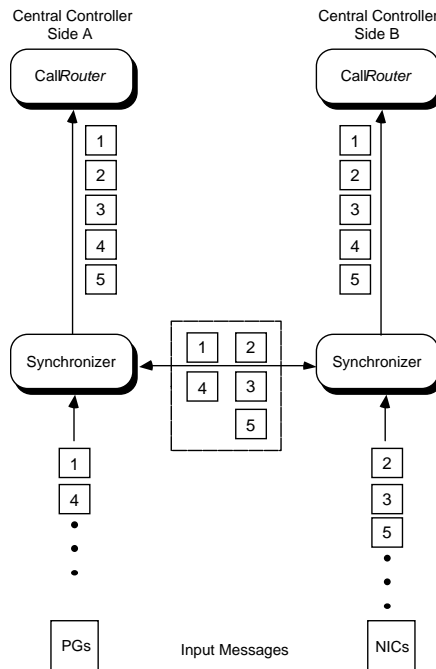 Central Controller
Side A
Central Controller
Side B
CallRouter
CallRouter
1
2
3
4
5
1
2
3
4
5
Synchronizer
1
2
4
3
5
Synchronizer
1
4
2
3
5
PGs
Input Messages
NICs